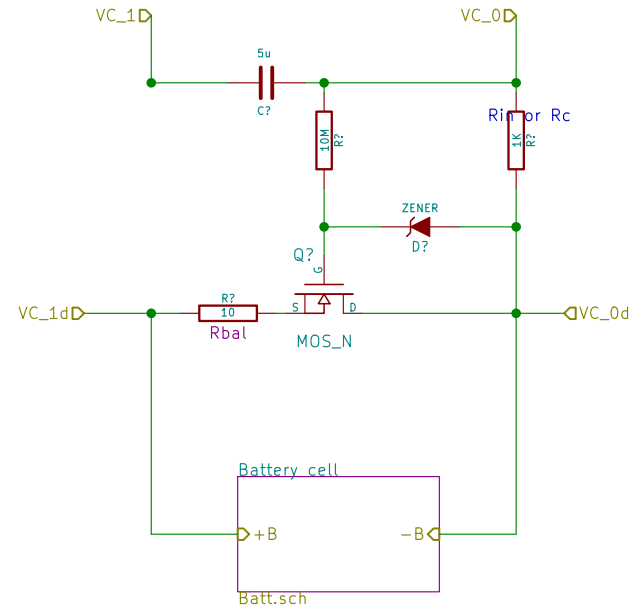 VC_1
VC_0
5u
C?
Rin or Rc
10M
R?
1K
R?
ZENER
D?
Q?
G
S
D
MOS_N
VC_1d
R?
10
Rbal
VC_0d
Battery cell
+B
-B
Batt.sch